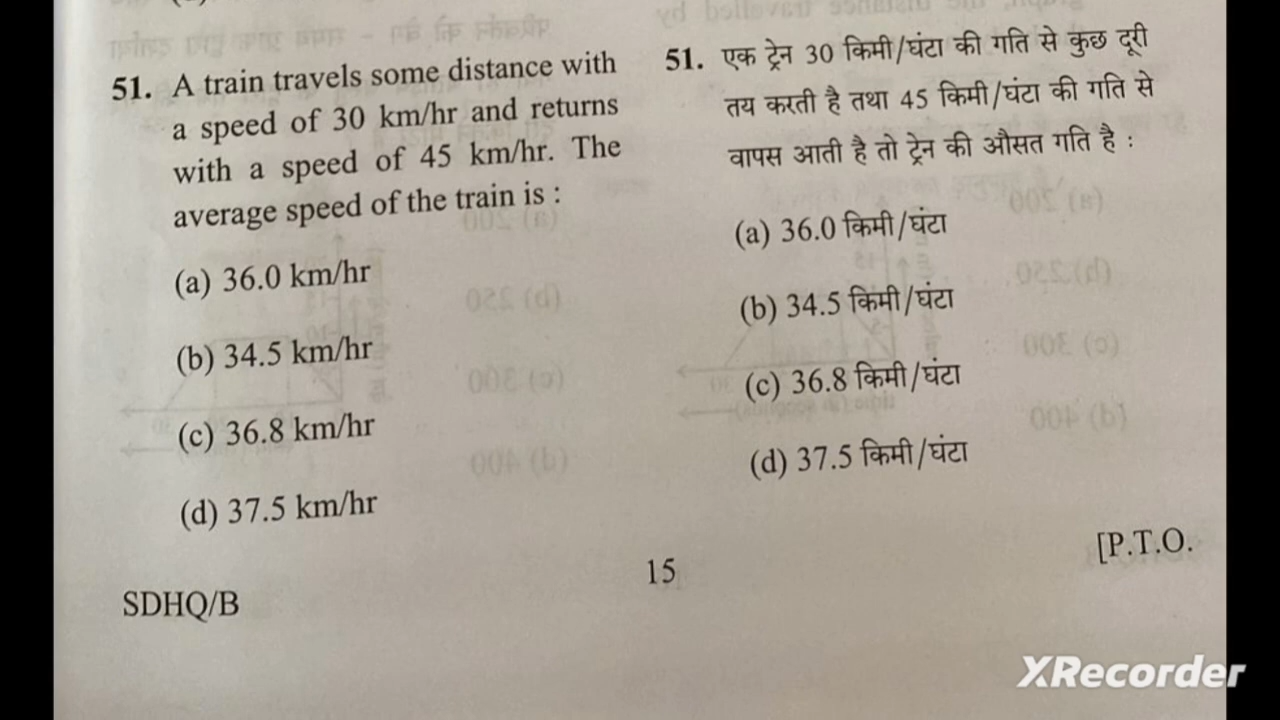 51. A train travels some distance with
a speed of 30 km/hr and returns
with a speed of 45 km/hr. The
average speed of the train is :
(a) 36.0 km/hr
(b) 34.5 km/hr
(c) 36.8 km/hr
(d) 37.5 km/hr
51. एक ट्रेन 30 किमी/घंटा की गति से कुछ दूरी
तय करती है तथा 45 किमी/घंटा की गति से
वापस आती है तो ट्रेन की औसत गति है :
(a) 36.0 किमी/घंटा
(b) 34.5 किमी/घंटा
(c) 36.8 किमी/घंटा
(d) 37.5 किमी/घंटा
SDHQ/B
15
[P.T.O.
XRecorder